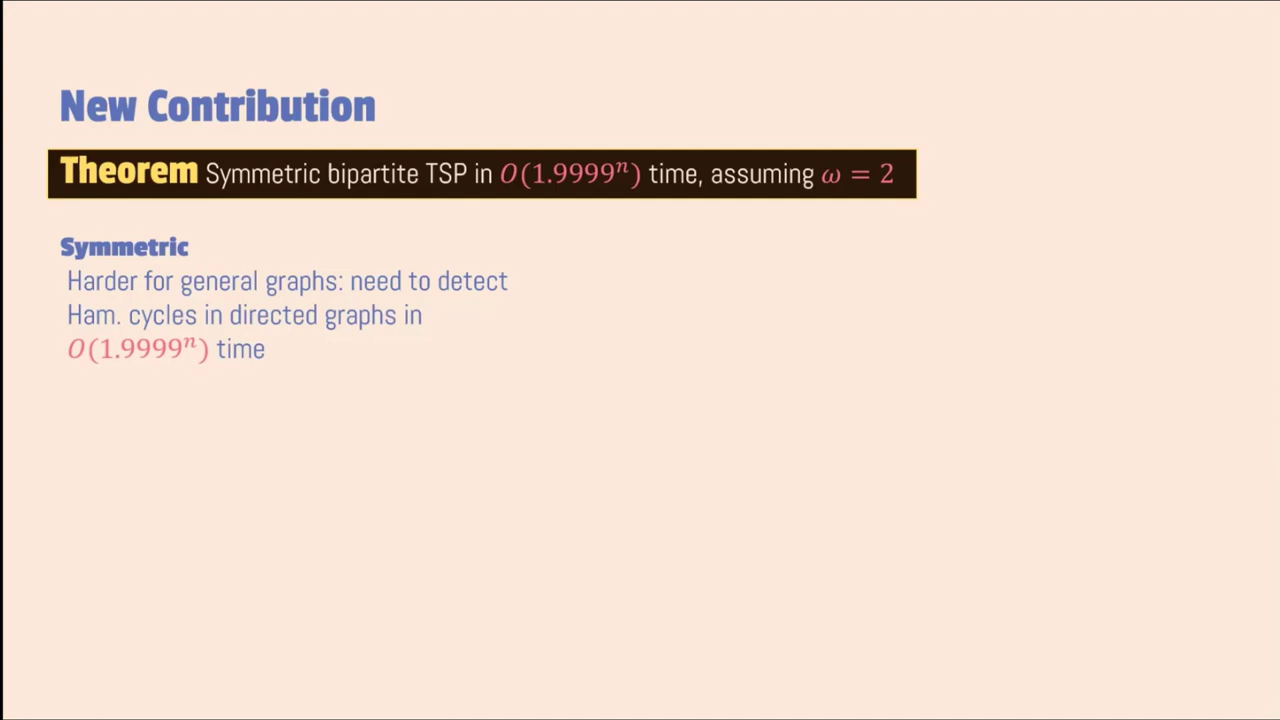 New Contribution
Theorem Symmetric bipartite TSP in O(1.9999ⁿ) time, assuming ω = 2
Symmetric
Harder for general graphs: need to detect
Ham. cycles in directed graphs in
O(1.9999ⁿ) time